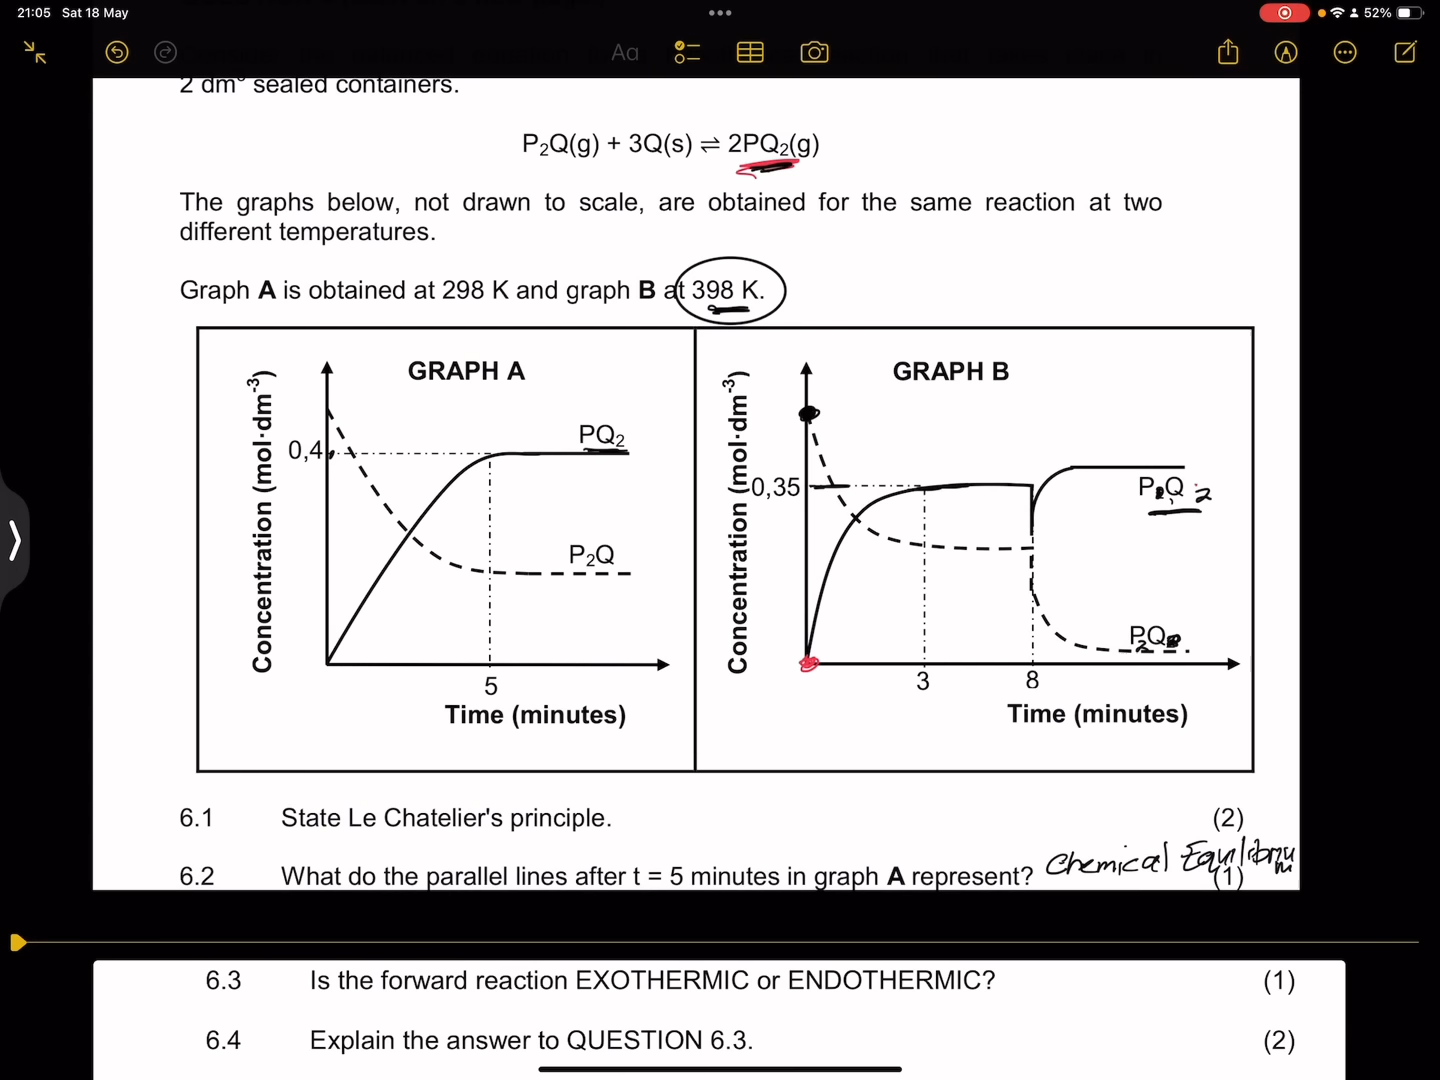 21:05 Sat 18 May
52%
Aa
2 dm³ sealed containers.
P₂Q(g) + 3Q(s) ⇌ 2PQ₂(g)
The graphs below, not drawn to scale, are obtained for the same reaction at two
different temperatures.
Graph A is obtained at 298 K and graph B at 398 K.
GRAPH A
Concentration (mol·dm⁻³)
0,4
PQ₂
P₂Q
5
Time (minutes)
GRAPH B
Concentration (mol·dm⁻³)
0,35
3
8
Time (minutes)
6.1 State Le Chatelier's principle. (2)
Chemical Equilibrium
6.2 What do the parallel lines after t = 5 minutes in graph A represent? (1)
6.3 Is the forward reaction EXOTHERMIC or ENDOTHERMIC? (1)
6.4 Explain the answer to QUESTION 6.3. (2)